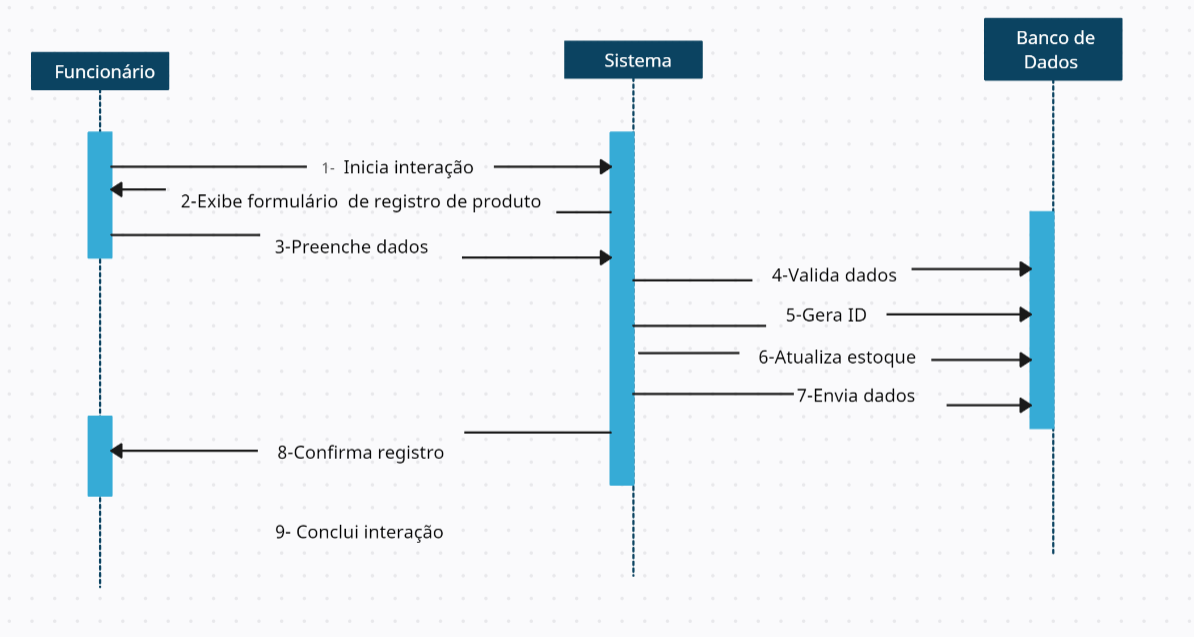 Funcionário
Sistema
Banco de
Dados
1- Inicia interação
2-Exibe formulário de registro de produto
3-Preenche dados
4-Valida dados
5-Gera ID
6-Atualiza estoque
7-Envia dados
8-Confirma registro
9- Conclui interação